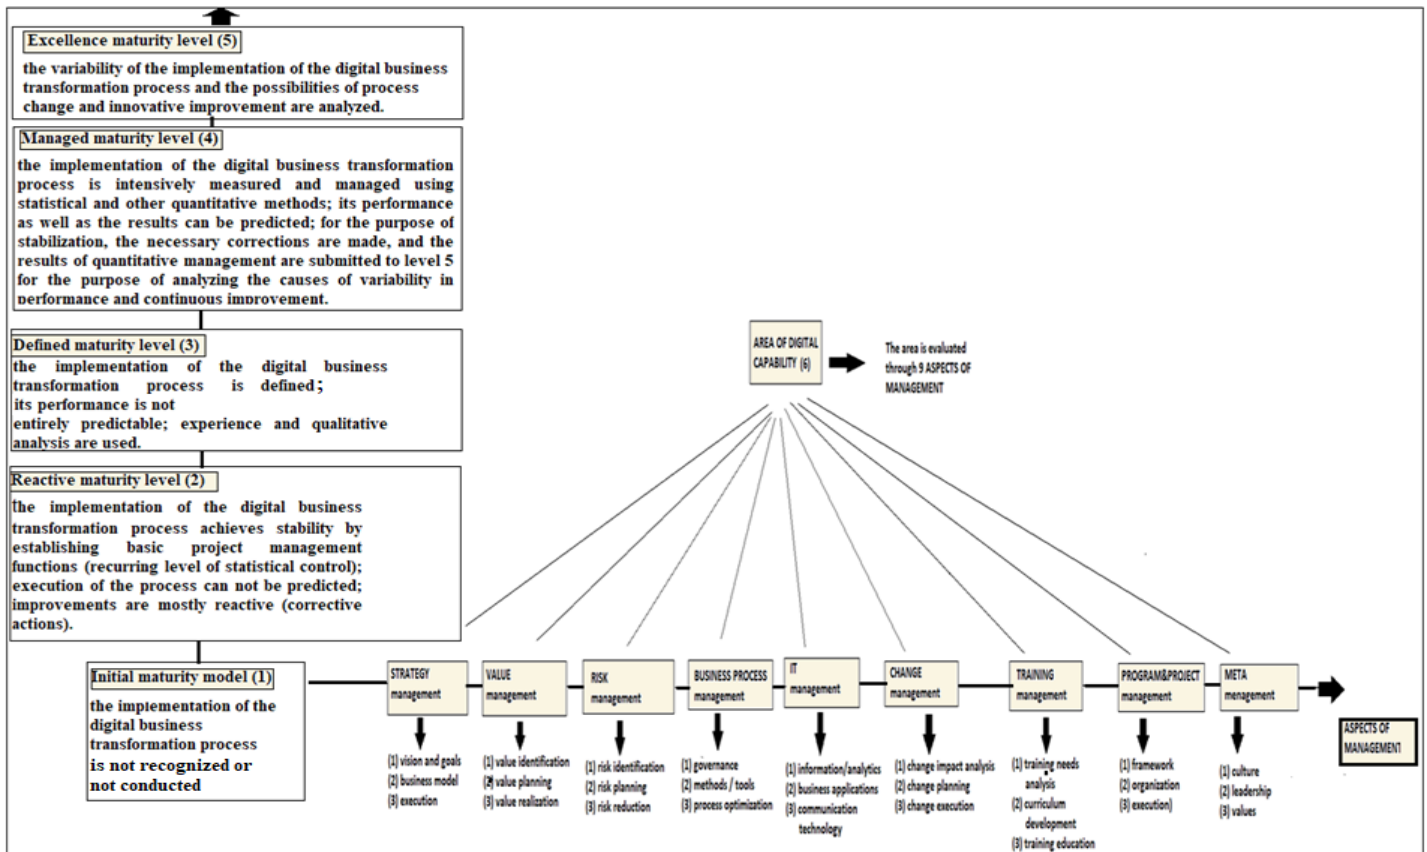 Excellence maturity level (5)
the variability of the implementation of the digital business
transformation process and the possibilities of process
change and innovative improvement are analyzed.
Managed maturity level (4)
the implementation of the digital business transformation
process is intensively measured and managed using
statistical and other quantitative methods; its performance
as well as the results can be predicted; for the purpose of
stabilization, the necessary corrections are made, and the
results of quantitative management are submitted to level 5
for the purpose of analyzing the causes of variability in
performance and continuous improvement.
Defined maturity level (3)
the implementation of the digital business
transformation process is defined;
its performance is not
entirely predictable; experience and qualitative
analysis are used.
Reactive maturity level (2)
the implementation of the digital business
transformation process achieves stability by
establishing basic project management
functions (recurring level of statistical control);
execution of the process can not be predicted;
improvements are mostly reactive (corrective
actions).
Initial maturity model (1)
the implementation of the
digital business
transformation process
is not recognized or
not conducted
AREA OF DIGITAL
CAPABILITY (6)
The area is evaluated
through 9 ASPECTS OF
MANAGEMENT
STRATEGY
management
(1) vision and goals
(2) business model
(3) execution
VALUE
management
(1) value identification
(2) value planning
(3) value realization
RISK
management
(1) risk identification
(2) risk planning
(3) risk reduction
BUSINESS PROCESS
management
(1) governance
(2) methods / tools
(3) process optimization
IT
management
(1) information/analytics
(2) business applications
(3) communication
technology
CHANGE
management
(1) change impact analysis
(2) change planning
(3) change execution
TRAINING
management
(1) training needs
analysis
(2) curriculum
development
(3) training education
PROGRAM&PROJECT
management
(1) framework
(2) organization
(3) execution)
META
menagement
(1) culture
(2) leadership
(3) values
ASPECTS OF
MANAGEMENT